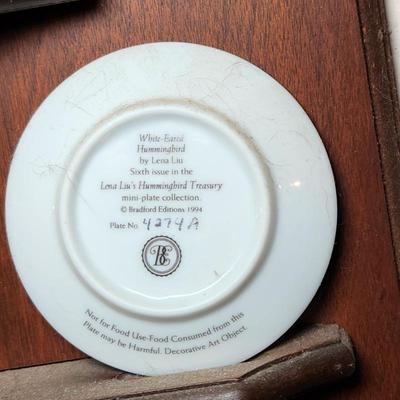 White-Eared
Hummingbird
by Lena Liu
Sixth issue in the
Lena Liu's Hummingbird Treasury
mini-plate collection.
© Bradford Editions 1994
Plate No. 4274A
BE
Not for Food Use-Food Consumed from this
Plate may be Harmful. Decorative Art Object.